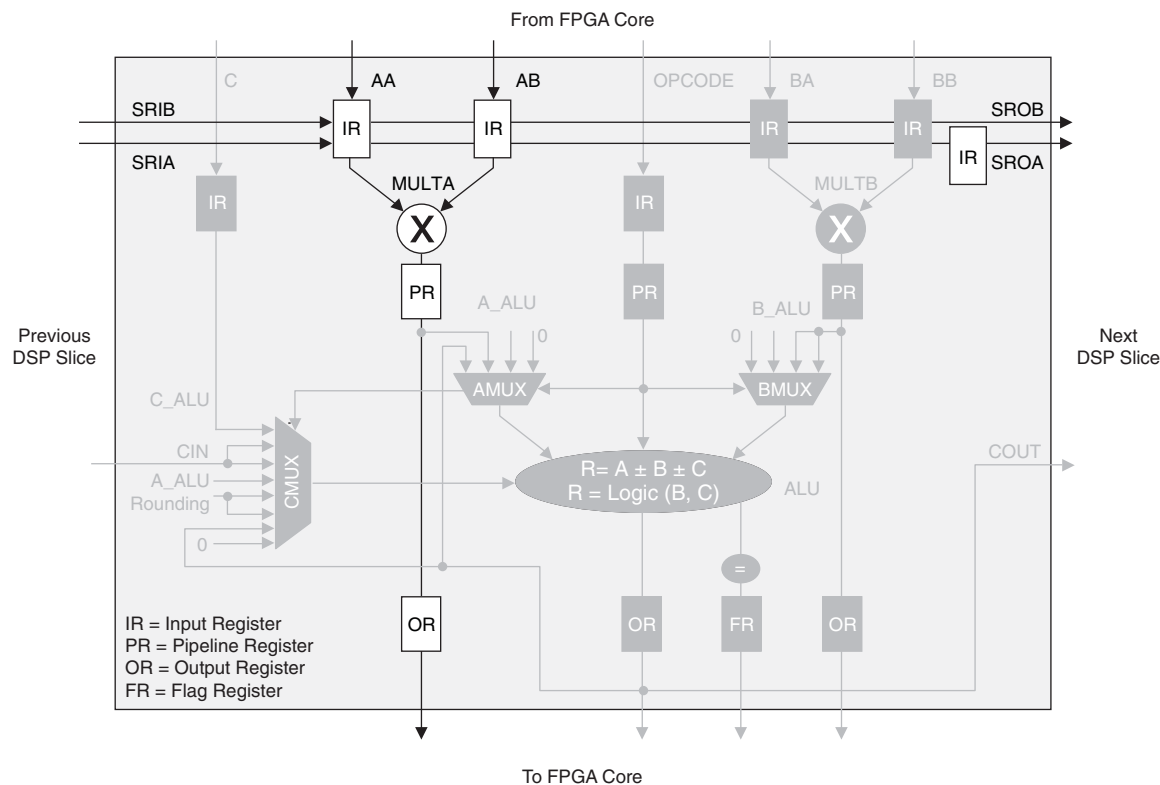 From FPGA Core
C
AA
AB
OPCODE
BA
BB
SRIB
SROB
IR
IR
IR
IR
IR
SRIA
SROA
MULTA
MULTB
IR
IR
X
X
PR
PR
PR
A_ALU
B_ALU
0
0
Previous
DSP Slice
Next
DSP Slice
AMUX
BMUX
C_ALU
CIN
COUT
A_ALU
Rounding
0
CMUX
R= A ± B ± C
R = Logic (B, C)
ALU
=
IR = Input Register
PR = Pipeline Register
OR = Output Register
FR = Flag Register
OR
OR
FR
OR
To FPGA Core